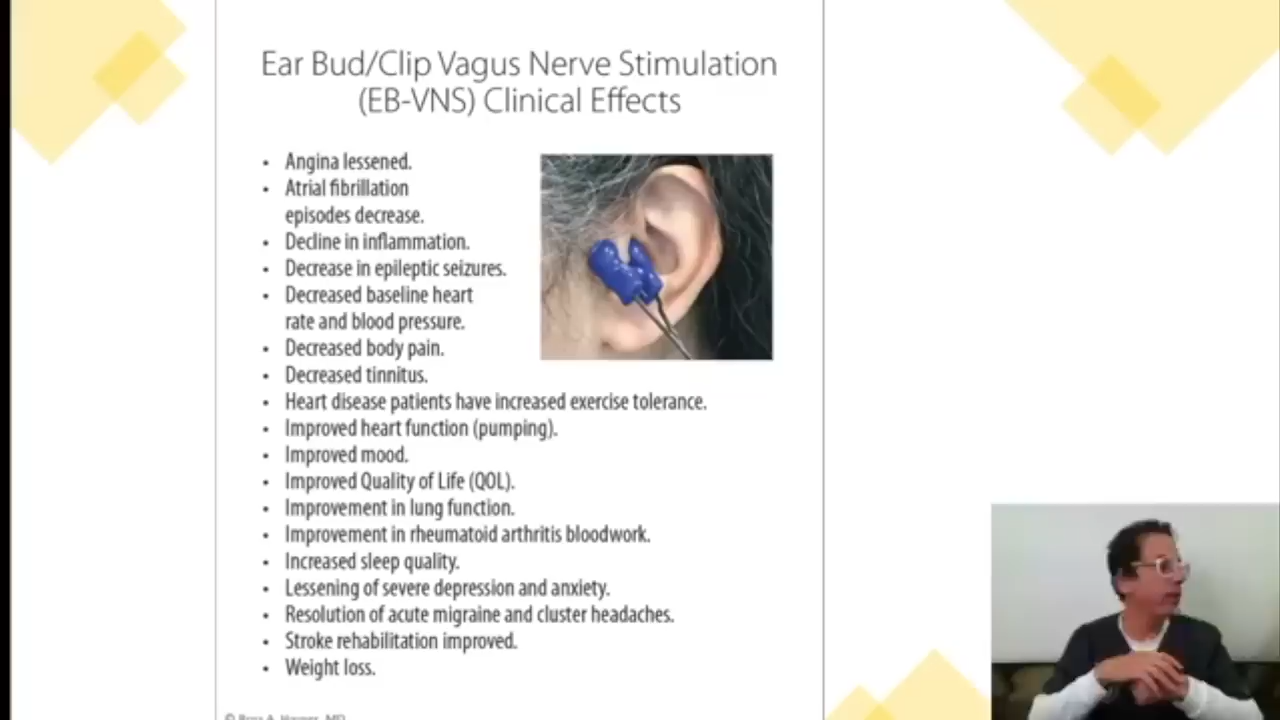 Ear Bud/Clip Vagus Nerve Stimulation
(EB-VNS) Clinical Effects
• Angina lessened.
• Atrial fibrillation
episodes decrease.
• Decline in inflammation.
• Decrease in epileptic seizures.
• Decreased baseline heart
rate and blood pressure.
• Decreased body pain.
• Decreased tinnitus.
• Heart disease patients have increased exercise tolerance.
• Improved heart function (pumping).
• Improved mood.
• Improved Quality of Life (QOL).
• Improvement in lung function.
• Improvement in rheumatoid arthritis bloodwork.
• Increased sleep quality.
• Lessening of severe depression and anxiety.
• Resolution of acute migraine and cluster headaches.
• Stroke rehabilitation improved.
• Weight loss.